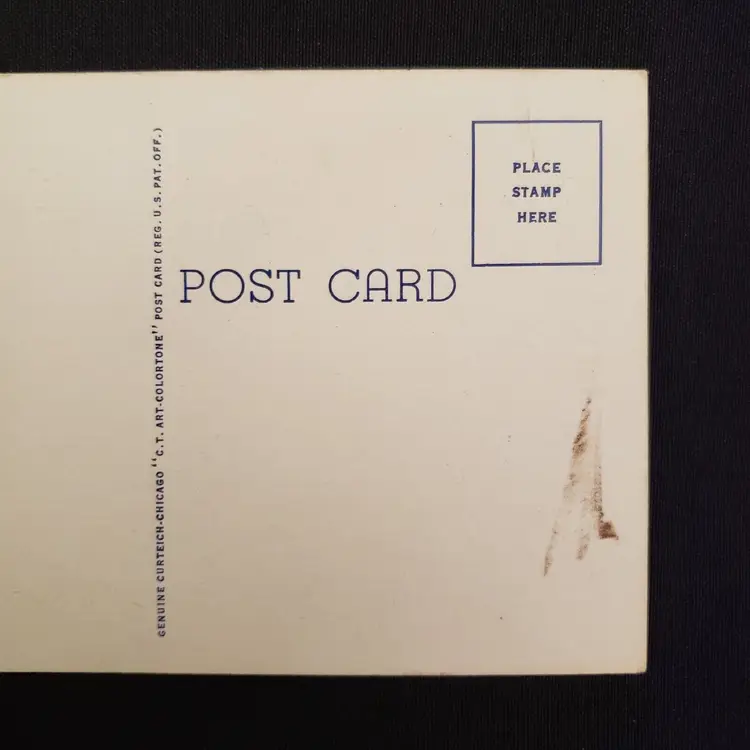 GENUINE CURTEICH-CHICAGO "C.T. ART-COLORTONE" POST CARD (REG. U.S. PAT. OFF.)
POST CARD
PLACE
STAMP
HERE